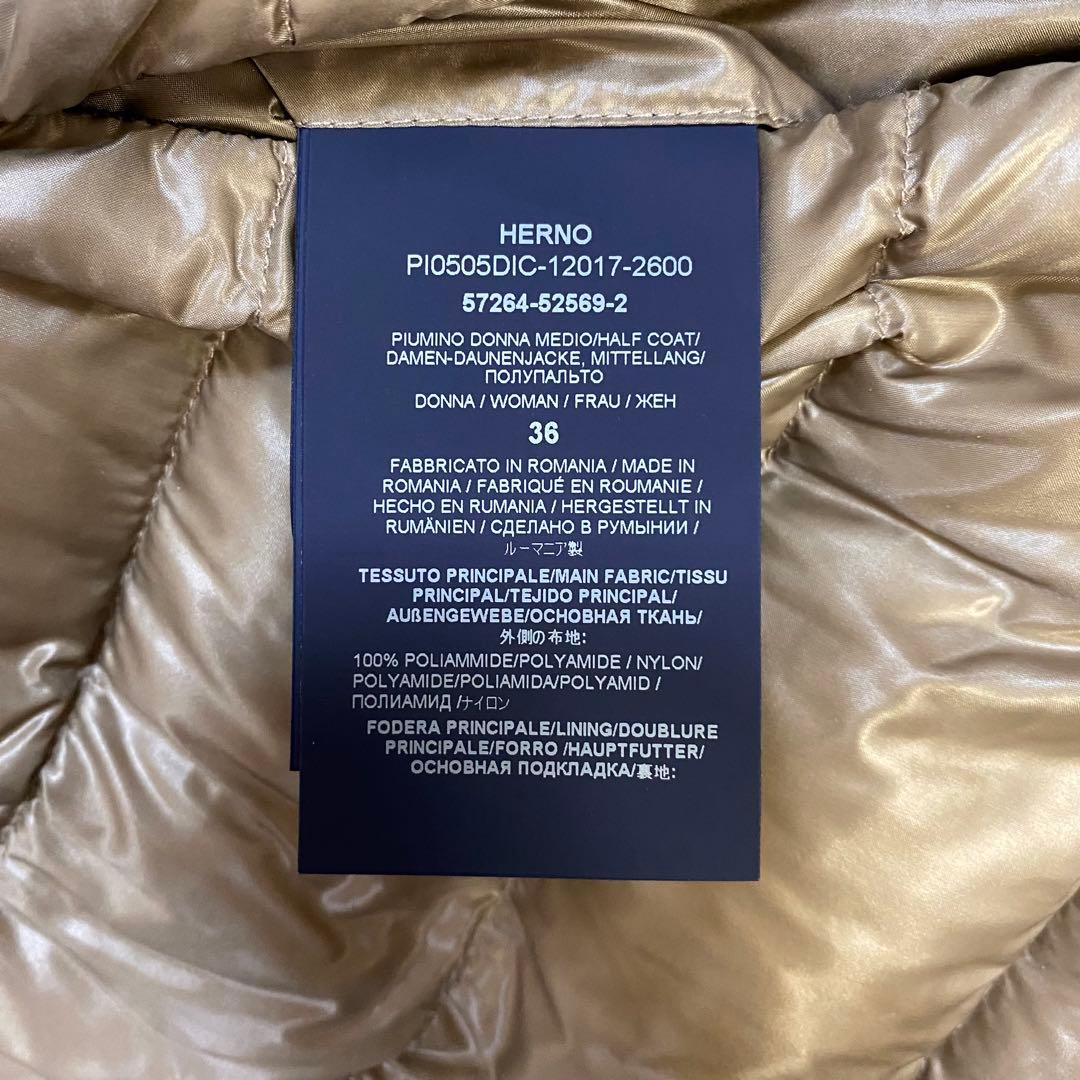 HERNO
PI0505DIC-12017-2600
57264-52569-2
PIUMINO DONNA MEDIO/HALF COAT/
DAMEN-DAUNENJACKE, MITTELLANG/
ПОЛУПАЛЬТО
DONNA / WOMAN / FRAU / ЖЕН
36
FABBRICATO IN ROMANIA / MADE IN
ROMANIA / FABRIQUÉ EN ROUMANIE /
HECHO EN RUMANIA / HERGESTELLT IN
RUMÄNIEN / СДЕЛАНО В РУМЫНИИ /
ルーマニア製
TESSUTO PRINCIPALE/MAIN FABRIC/TISSU
PRINCIPAL/TEJIDO PRINCIPAL/
AUßENGEWEBE/ОСНОВНАЯ ТКАНЬ/
外側の布地:
100% POLIAMMIDE/POLYAMIDE / NYLON/
POLYAMIDE/POLIAMIDA/POLYAMID /
ПОЛИАМИД /ナイロン
FODERA PRINCIPALE/LINING/DOUBLURE
PRINCIPALE/FORRO /HAUPTFUTTER/
ОСНОВНАЯ ПОДКЛАДКА/裏地: